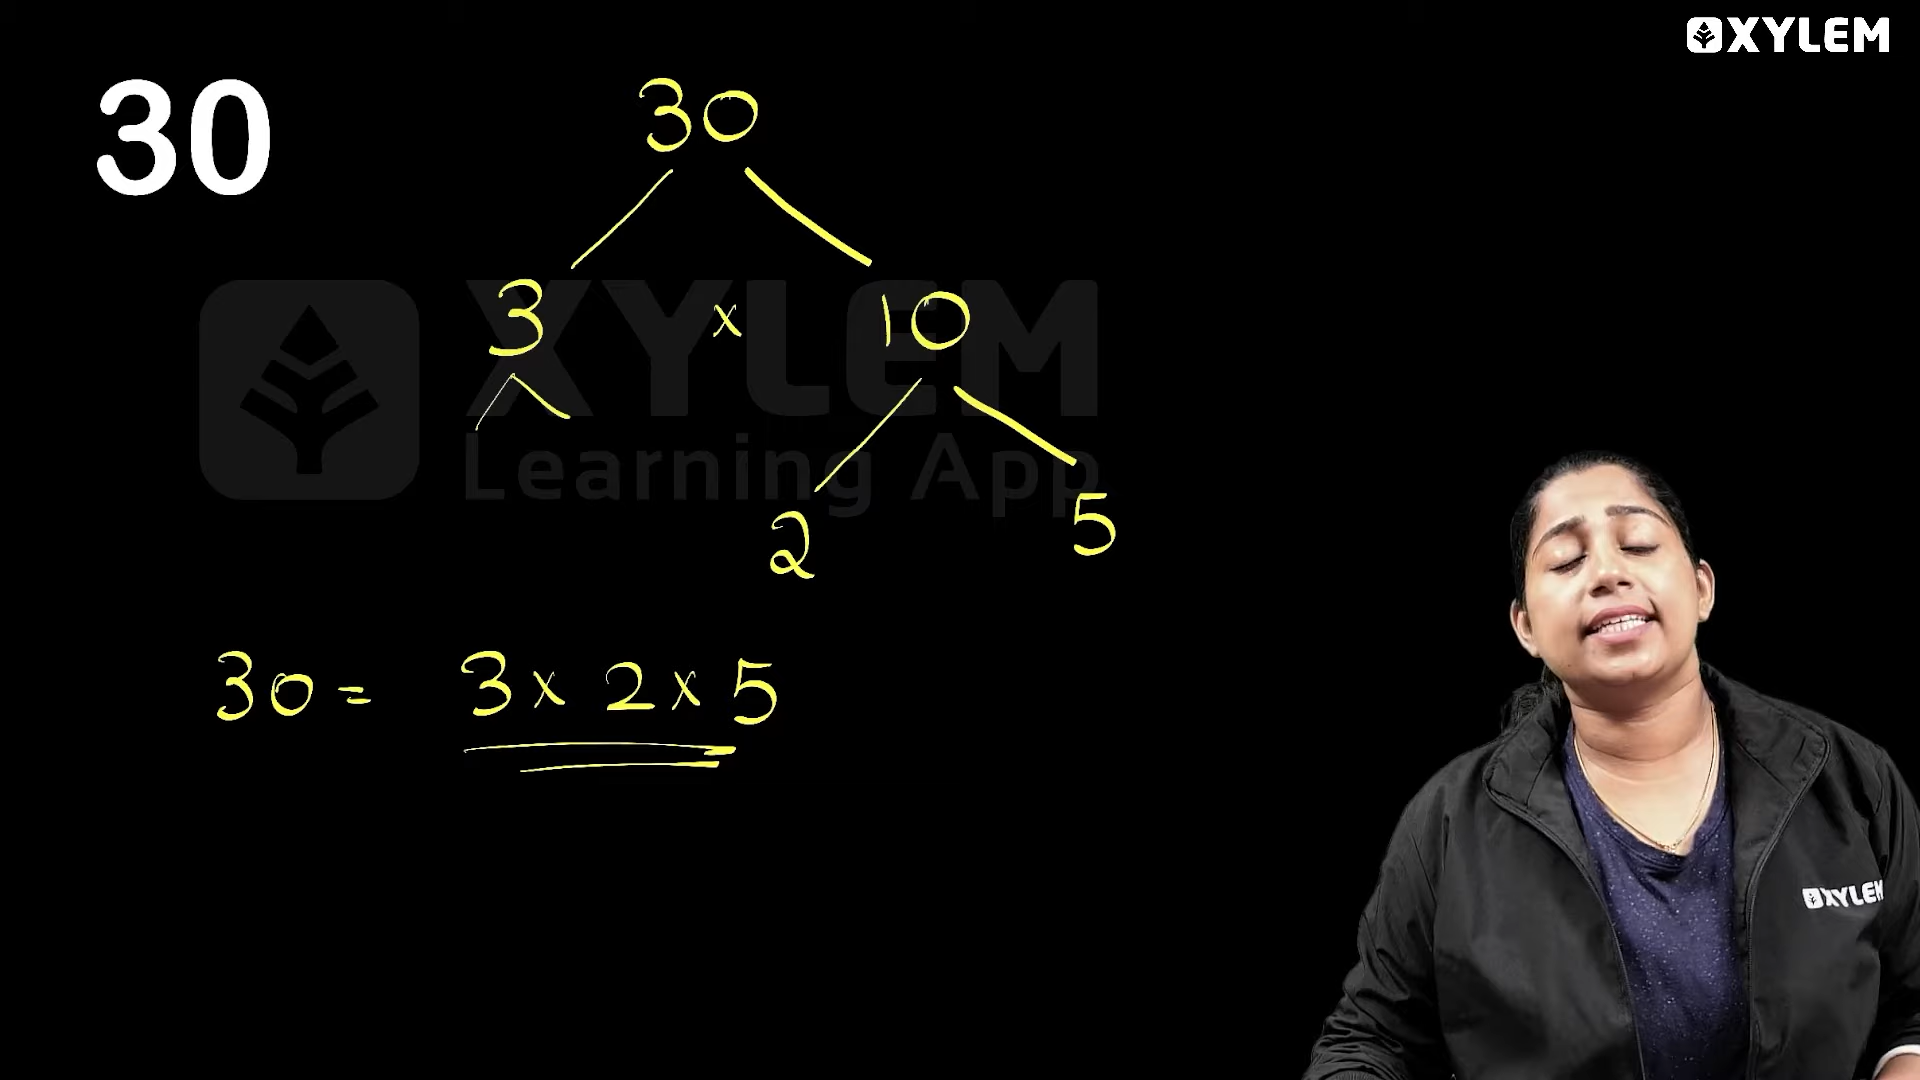 XYLEM
30
30
3 x 10
2 5
30 = 3 x 2 x 5
XYLEM
Learning App
XYLEM